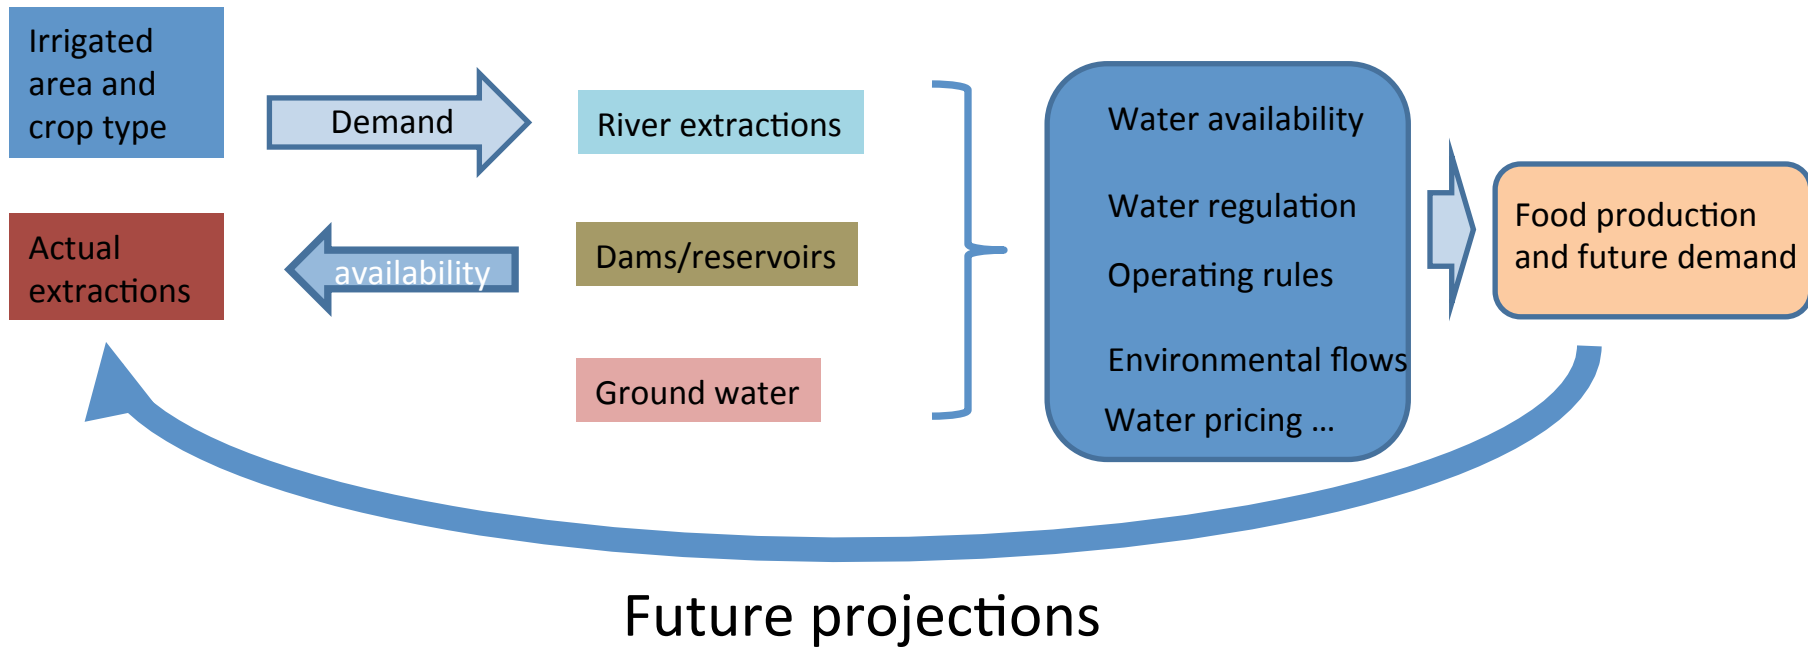 Irrigated
area and
crop type
Demand
River extractions
Actual
extractions
availability
Dams/reservoirs
Ground water
Water availability
Water regulation
Operating rules
Environmental flows
Water pricing ...
Food production
and future demand
Future projections